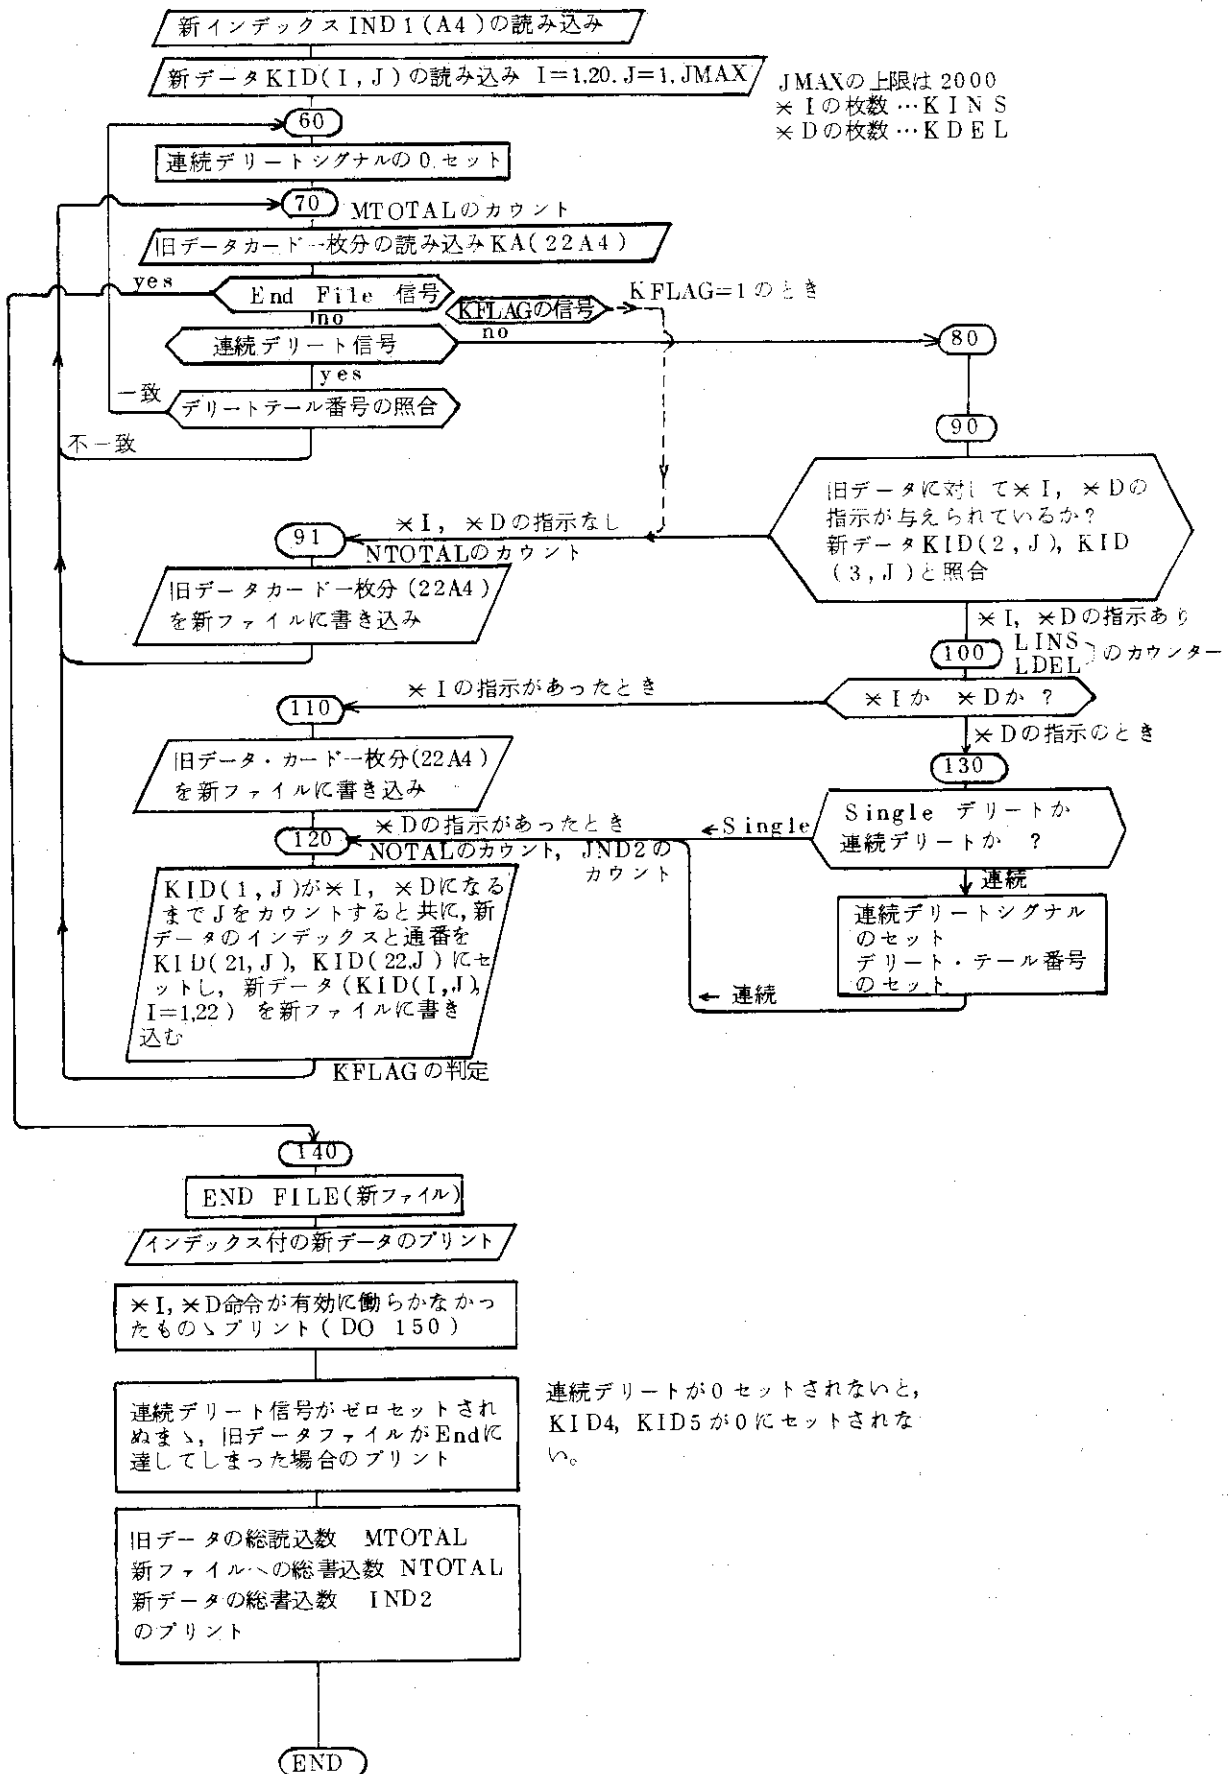 新インデックス IND1(A4)の読み込み
新データKID(I,J)の読み込み I=1.20.J=1.JMAX
JMAXの上限は2000
*Iの枚数…KINS
*Dの枚数…KDEL
60
連続デリートシグナルの0.セット
70
MTOTALのカウント
旧データカード一枚分の読み込みKA(22A4)
yes
End File 信号
no
KFLAGの信号
KFLAG=1のとき
連続デリート信号
no
80
yes
一致
デリートテール番号の照合
不一致
90
旧データに対して*I, *Dの
指示が与えられているか?
新データKID(2,J), KID
(3,J)と照合
*I, *Dの指示なし
91
NTOTALのカウント
旧データカード一枚分(22A4)
を新ファイルに書き込み
*I, *Dの指示あり
100
LINS
LDEL
}のカウンター
*Iの指示があったとき
110
*Iか *Dか?
*Dの指示のとき
130
旧データ・カード一枚分(22A4)
を新ファイルに書き込み
Single デリートか
連続デリートか ?
←Single
*Dの指示があったとき
120
NOTALのカウント, JND2の
カウント
連続
KID(1,J)が*I, *Dになる
までJをカウントすると共に,新
データのインデックスと通番を
KID(21,J), KID(22,J)にセ
ットし, 新データ(KID(I,J),
I=1,22) を新ファイルに書き
込む
連続デリートシグナル
のセット
デリート・テール番号
のセット
← 連続
KFLAGの判定
140
END FILE(新ファイル)
インデックス付の新データのプリント
*I,*D命令が有効に働らかなかっ
たものゝプリント(DO 150)
連続デリート信号がゼロセットされ
ぬまゝ, 旧データファイルがEndに
達してしまった場合のプリント
連続デリートが0セットされないと,
KID4, KID5が0にセットされな
い。
旧データの総読込数 MTOTAL
新ファイルへの総書込数 NTOTAL
新データの総書込数 IND2
のプリント
END